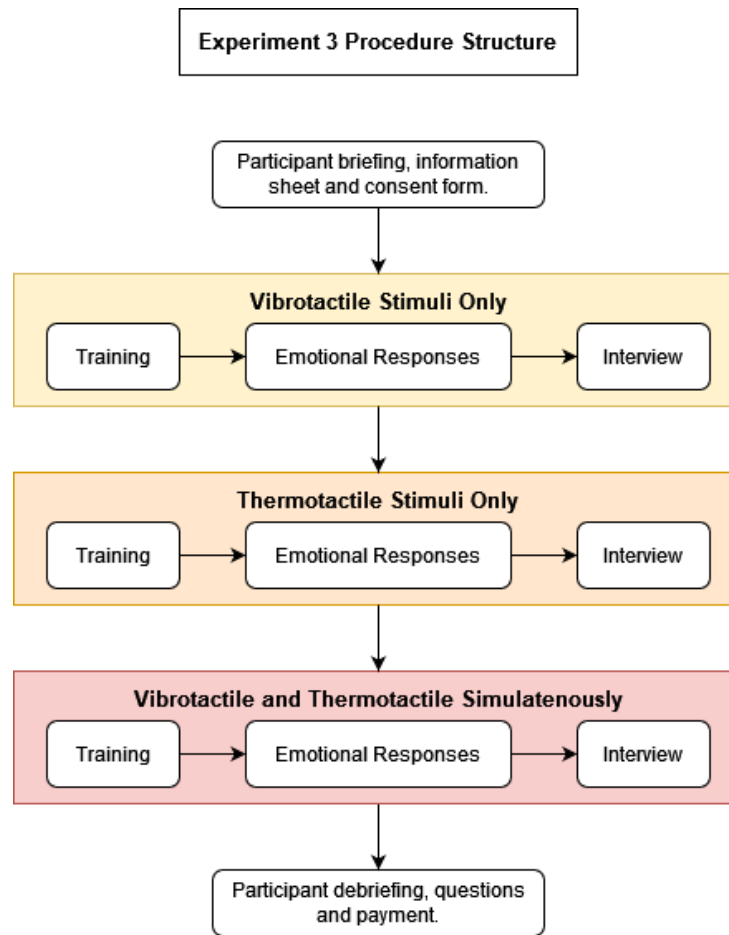 Experiment 3 Procedure Structure
Participant briefing, information
sheet and consent form.
Vibrotactile Stimuli Only
Training
Emotional Responses
Interview
Thermotactile Stimuli Only
Training
Emotional Responses
Interview
Vibrotactile and Thermotactile Simulatenously
Training
Emotional Responses
Interview
Participant debriefing, questions
and payment.